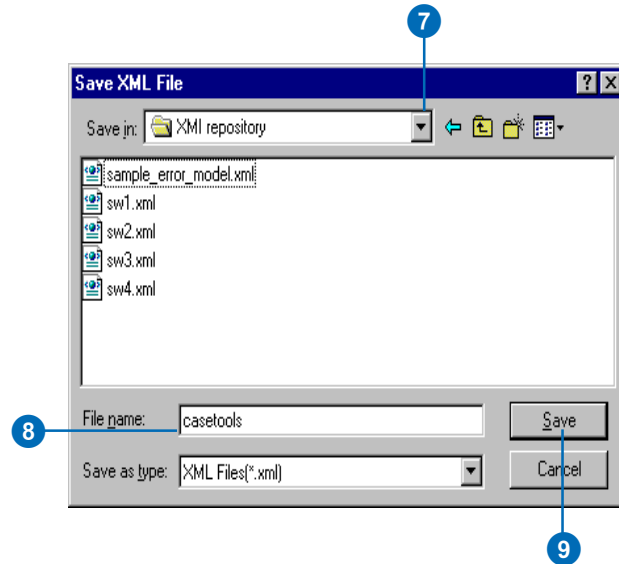 7
Save XML File
Save in: XMI repository
sample_error_model.xml
sw1.xml
sw2.xml
sw3.xml
sw4.xml
File name: casetools Save
8
Save as type: XML Files(*.xml) Cancel
9